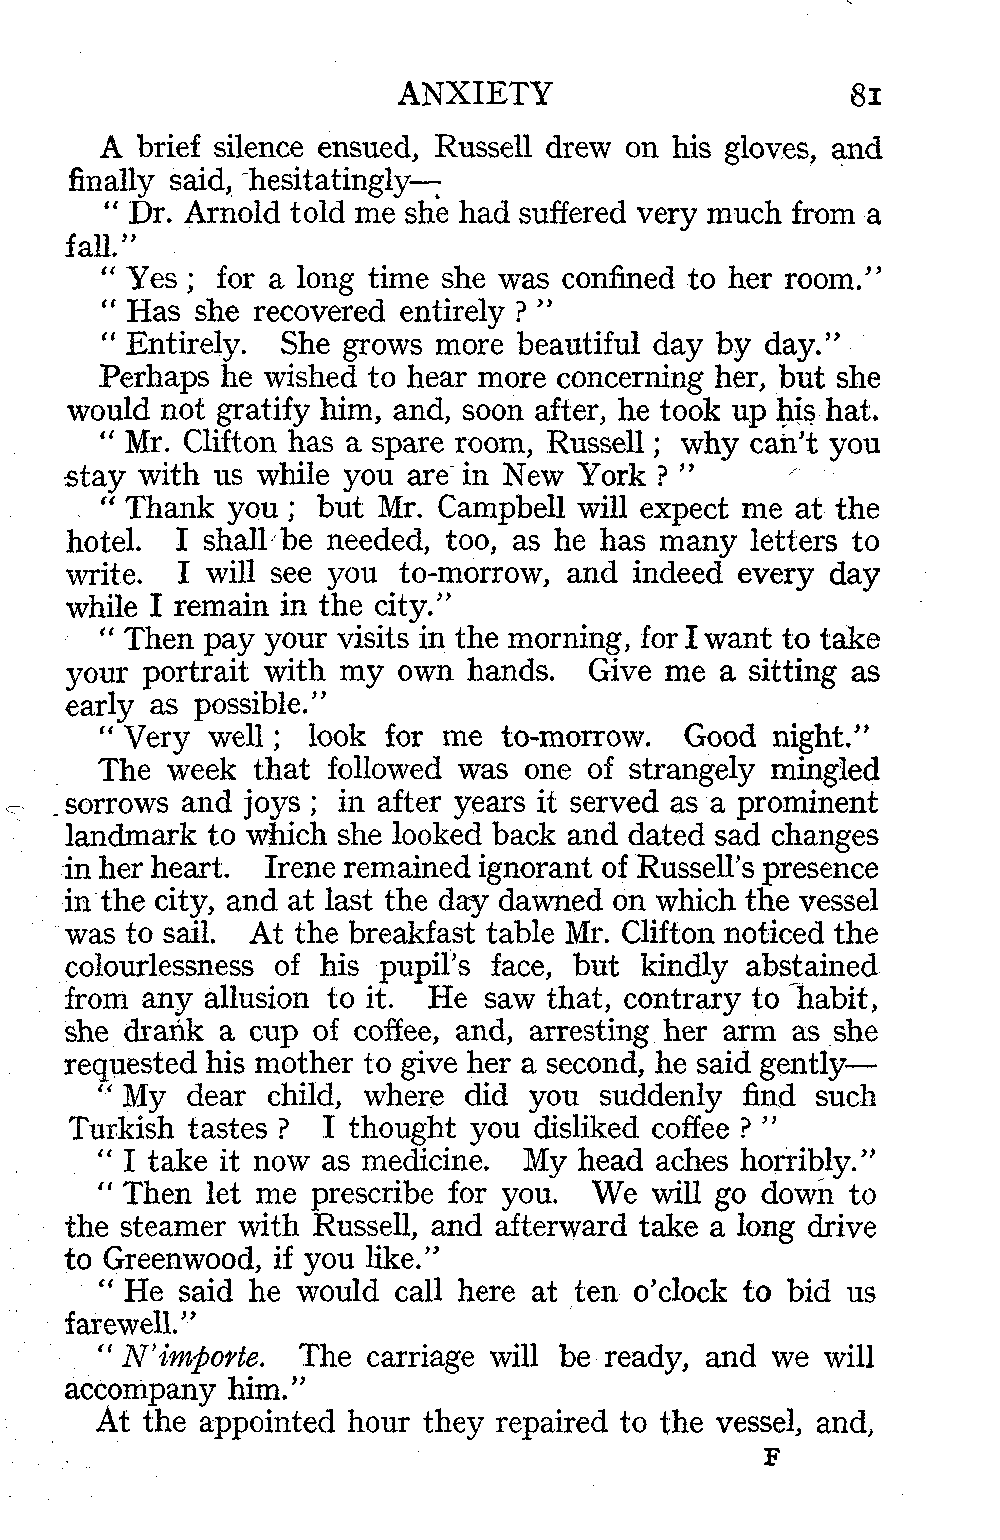 ANXIETY 81
A brief silence ensued, Russell drew on his gloves, and
finally said, hesitatingly—
“ Dr. Arnold told me she had suffered very much from a
fall.”
“ Yes ; for a long time she was confined to her room.”
“ Has she recovered entirely ? ”
“ Entirely. She grows more beautiful day by day.”
Perhaps he wished to hear more concerning her, but she
would not gratify him, and, soon after, he took up his hat.
“ Mr. Clifton has a spare room, Russell ; why can’t you
stay with us while you are in New York ? ”
“ Thank you ; but Mr. Campbell will expect me at the
hotel. I shall be needed, too, as he has many letters to
write. I will see you to-morrow, and indeed every day
while I remain in the city.”
“ Then pay your visits in the morning, for I want to take
your portrait with my own hands. Give me a sitting as
early as possible.”
“ Very well ; look for me to-morrow. Good night.”
The week that followed was one of strangely mingled
sorrows and joys ; in after years it served as a prominent
landmark to which she looked back and dated sad changes
in her heart. Irene remained ignorant of Russell’s presence
in the city, and at last the day dawned on which the vessel
was to sail. At the breakfast table Mr. Clifton noticed the
colourlessness of his pupil’s face, but kindly abstained
from any allusion to it. He saw that, contrary to habit,
she drank a cup of coffee, and, arresting her arm as she
requested his mother to give her a second, he said gently—
“ My dear child, where did you suddenly find such
Turkish tastes ? I thought you disliked coffee ? ”
“ I take it now as medicine. My head aches horribly.”
“ Then let me prescribe for you. We will go down to
the steamer with Russell, and afterward take a long drive
to Greenwood, if you like.”
“ He said he would call here at ten o’clock to bid us
farewell.”
“ N’importe. The carriage will be ready, and we will
accompany him.”
At the appointed hour they repaired to the vessel, and,
F